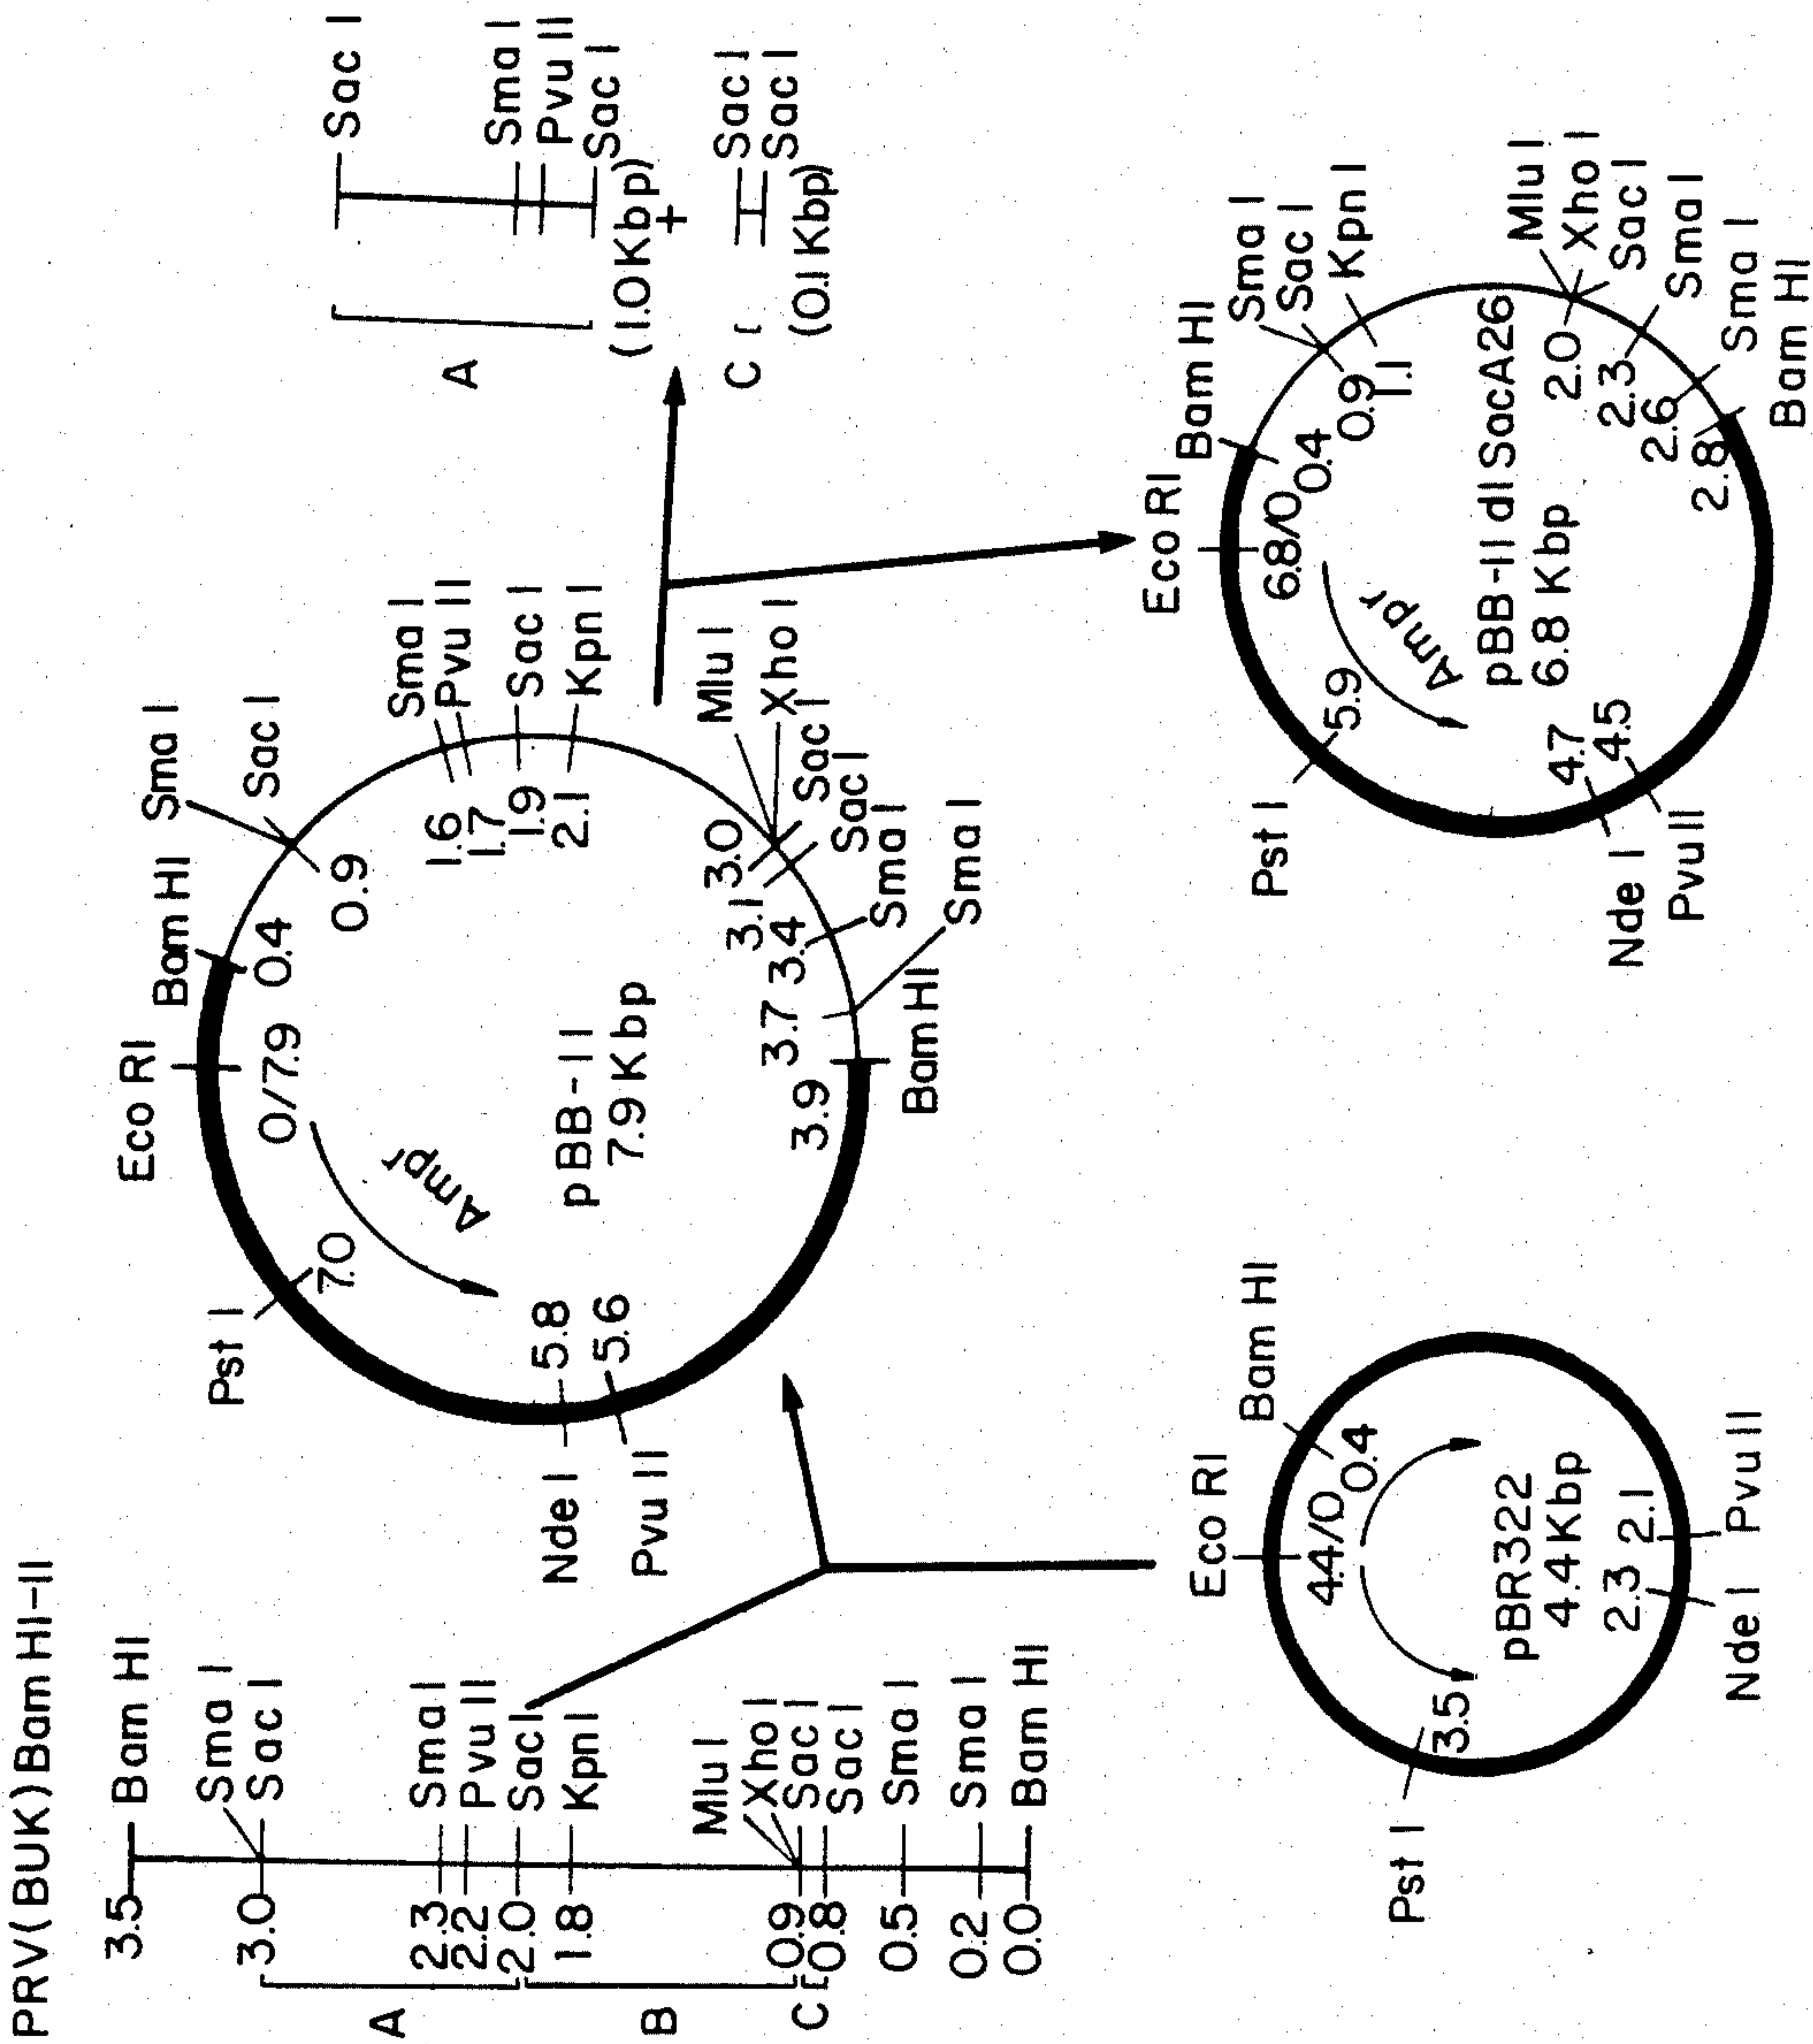 PRV(BUK)Bam HI-II
3.5 Bam HI
Sma I
3.0 Sac I
2.3 Sma I
2.2 Pvu II
2.0 Sac I
1.8 Kpn I
Mlu I
Xho I
0.9 Sac I
0.8 Sac I
0.5 Sma I
0.2 Sma I
0.0 Bam HI
A
B
C
Eco RI
4.4/0
Bam HI
0.4
Pst I
3.5
pBR322
4.4 Kbp
2.3
2.1
Nde I
Pvu II
Eco RI
0/7.9
Bam HI
0.4
Sma I
Sac I
0.9
Sma I
Pvu II
1.6
1.7
Sac I
1.9
Kpn I
2.1
Mlu I
Xho I
Sac I
3.0
Sac I
3.1
Sma I
3.4
Sma I
3.7
Bam HI
3.9
Pst I
7.0
Ampr
pBB-II
7.9 Kbp
5.8
5.6
Nde I
Pvu II
A
Sac I
Sma I
Pvu II
Sac I
(1.0 Kbp)
+
C
Sac I
Sac I
(0.1 Kbp)
Eco RI
6.8/0
Bam HI
0.4
Sma I
Sac I
0.9
Kpn I
1.1
Mlu I
Xho I
Sac I
2.0
Sma I
2.3
Sma I
2.6
Bam HI
2.8
Pst I
5.9
Ampr
pBB-II dl SacA26
6.8 Kbp
4.7
4.5
Nde I
Pvu II